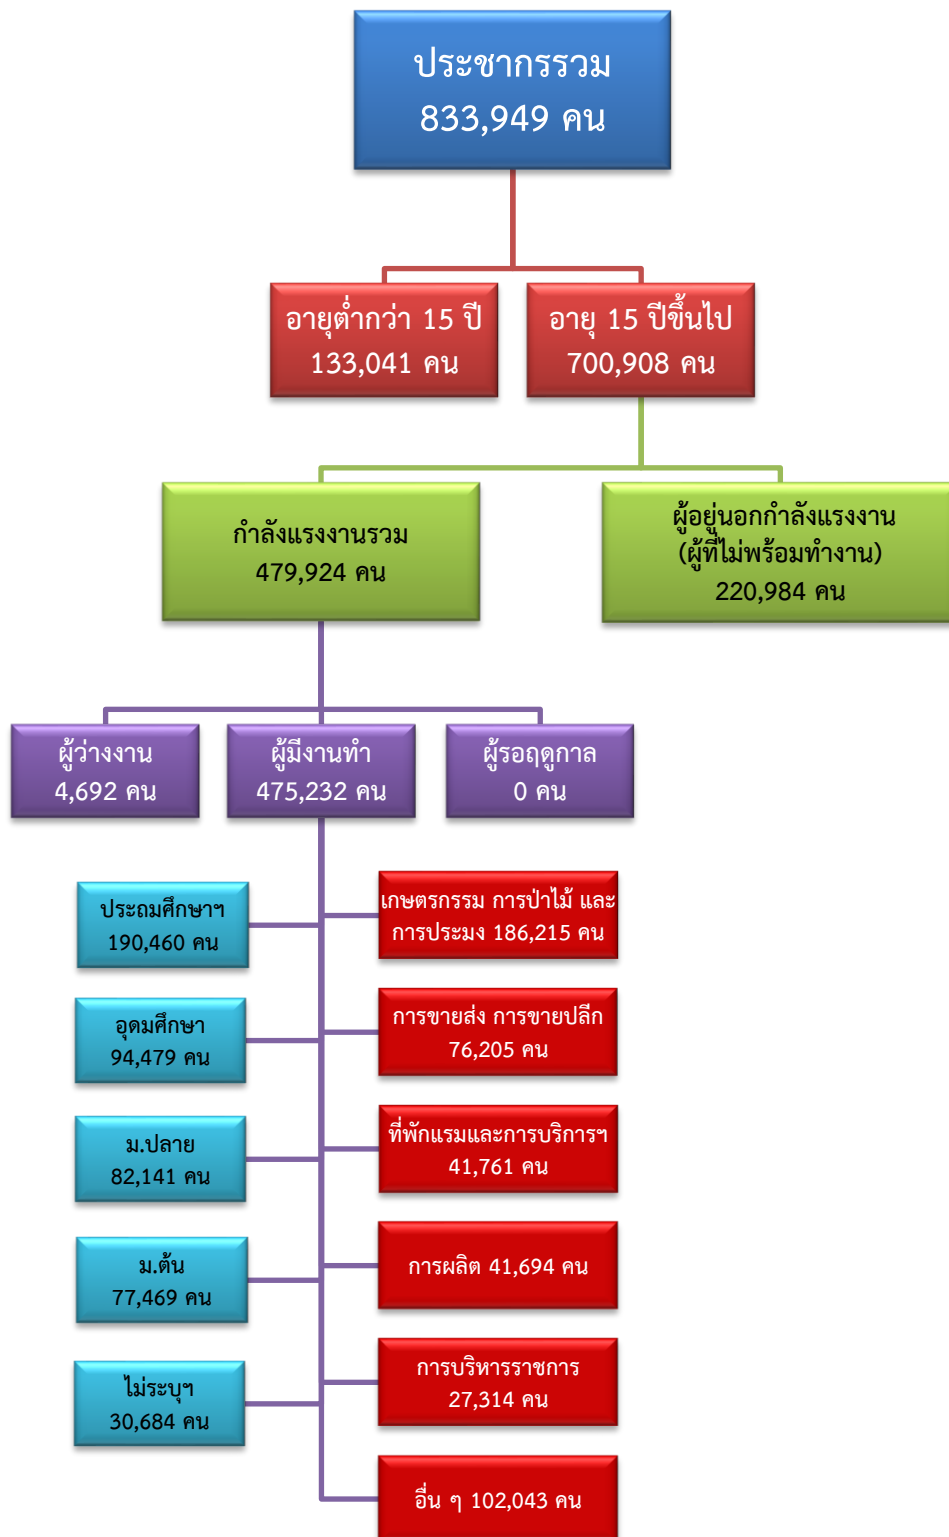 ประชากรรวม
833,949 คน
อายุต่ำกว่า 15 ปี
133,041 คน
อายุ 15 ปีขึ้นไป
700,908 คน
กำลังแรงงานรวม
479,924 คน
ผู้อยู่นอกกำลังแรงงาน
(ผู้ที่ไม่พร้อมทำงาน)
220,984 คน
ผู้ว่างงาน
4,692 คน
ผู้มีงานทำ
475,232 คน
ผู้รอฤดูกาล
0 คน
ประถมศึกษาฯ
190,460 คน
อุดมศึกษา
94,479 คน
ม.ปลาย
82,141 คน
ม.ต้น
77,469 คน
ไม่ระบุฯ
30,684 คน
เกษตรกรรม การป่าไม้ และ
การประมง 186,215 คน
การขายส่ง การขายปลีก
76,205 คน
ที่พักแรมและการบริการฯ
41,761 คน
การผลิต 41,694 คน
การบริหารราชการ
27,314 คน
อื่น ๆ 102,043 คน